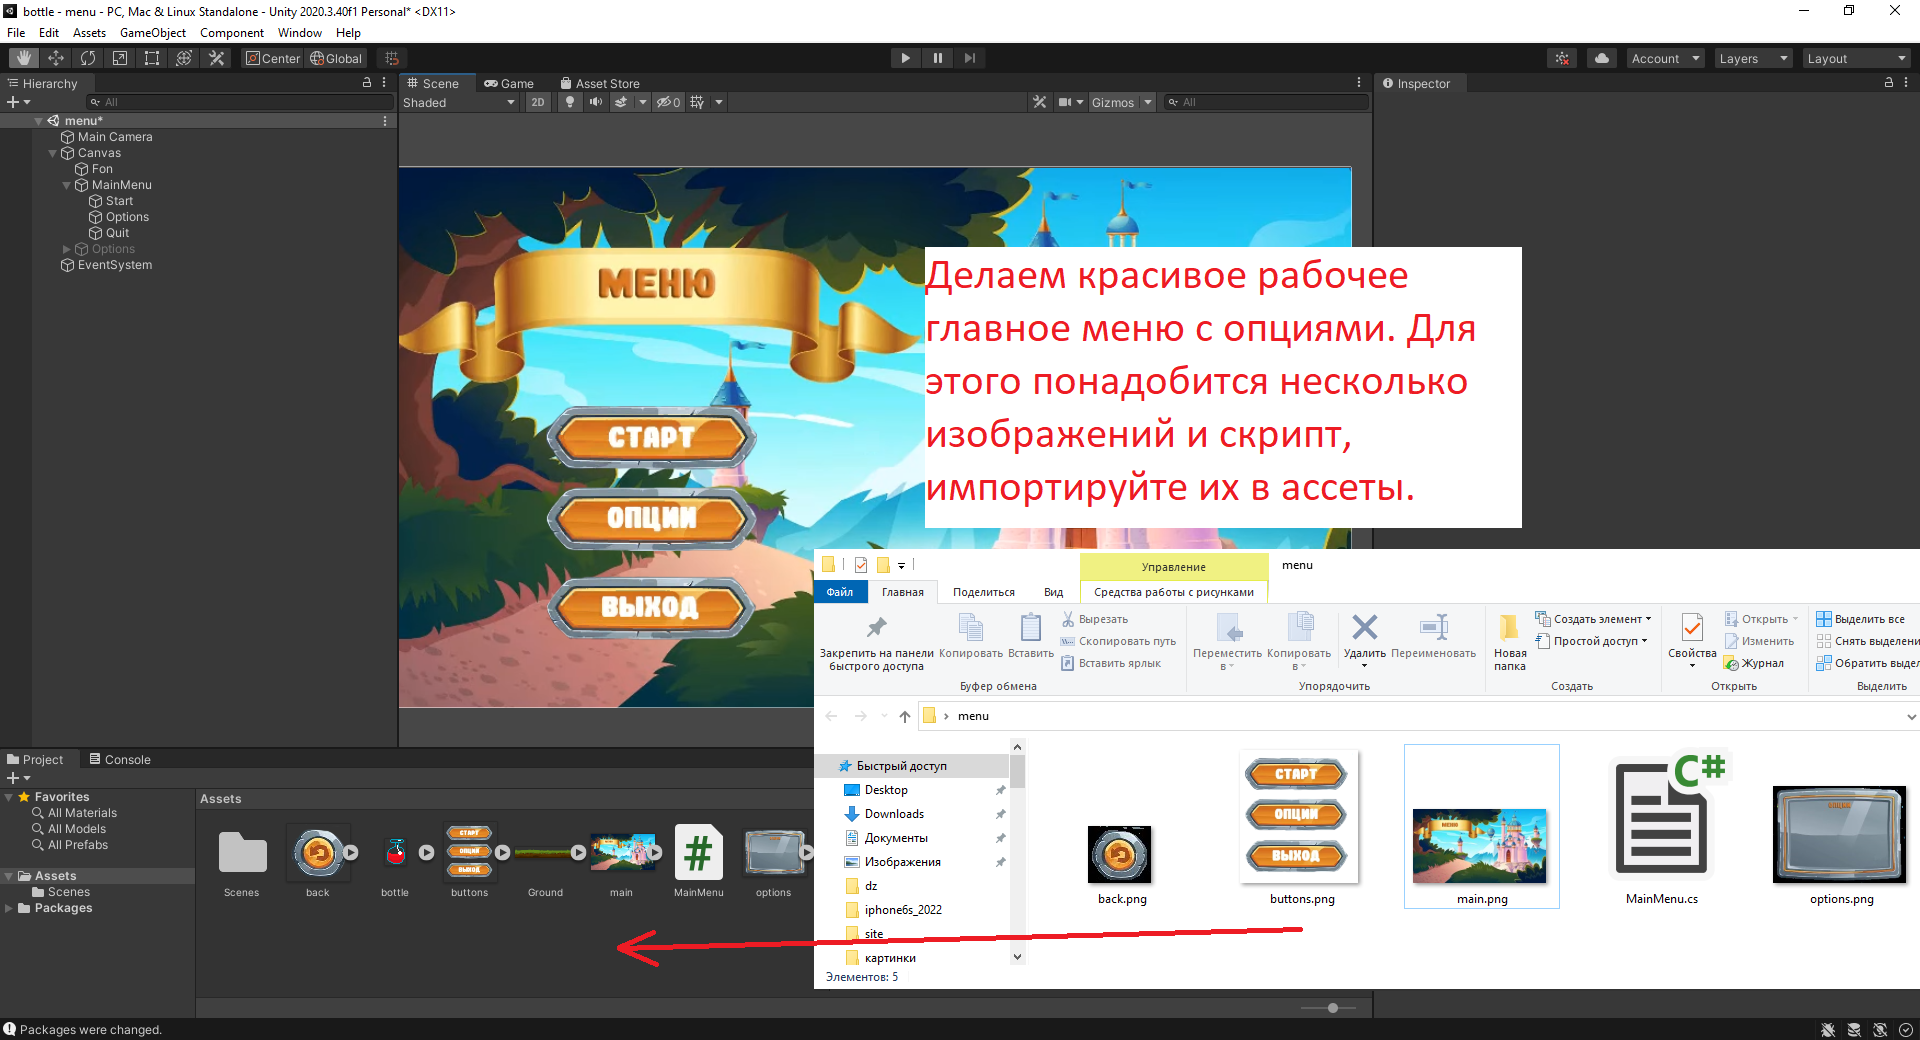 bottle - menu - PC, Mac & Linux Standalone - Unity 2020.3.40f1 Personal* <DX11>
File Edit Assets GameObject Component Window Help
Center Global Account Layers Layout
Hierarchy
All
menu*
Main Camera
Canvas
Fon
MainMenu
Start
Options
Quit
Options
EventSystem
Scene Game Asset Store
Shaded 2D 0 Gizmos All
Inspector
МЕНЮ
СТАРТ
ОПЦИИ
ВЫХОД
Делаем красивое рабочее
главное меню с опциями. Для
этого понадобится несколько
изображений и скрипт,
импортируйте их в ассеты.
Управление menu
Файл Главная Поделиться Вид Средства работы с рисунками
Закрепить на панели
быстрого доступа
Копировать
Вставить
Вырезать
Скопировать путь
Вставить ярлык
Буфер обмена
Переместить
в
Копировать
в
Удалить
Переименовать
Упорядочить
Новая
папка
Создать элемент
Простой доступ
Создать
Свойства
Открыть
Изменить
Журнал
Открыть
Выделить все
Снять выделени
Обратить выдел
Выделить
menu
Быстрый доступ
Desktop
Downloads
Документы
Изображения
dz
iphone6s_2022
site
картинки
Элементов: 5
СТАРТ
ОПЦИИ
ВЫХОД
C#
ОПЦИИ
back.png buttons.png main.png MainMenu.cs options.png
Project Console
Favorites
All Materials
All Models
All Prefabs
Assets
Scenes
Packages
Assets
СТАРТ
ОПЦИИ
ВЫХОД
#
Scenes back bottle buttons Ground main MainMenu options
Packages were changed.